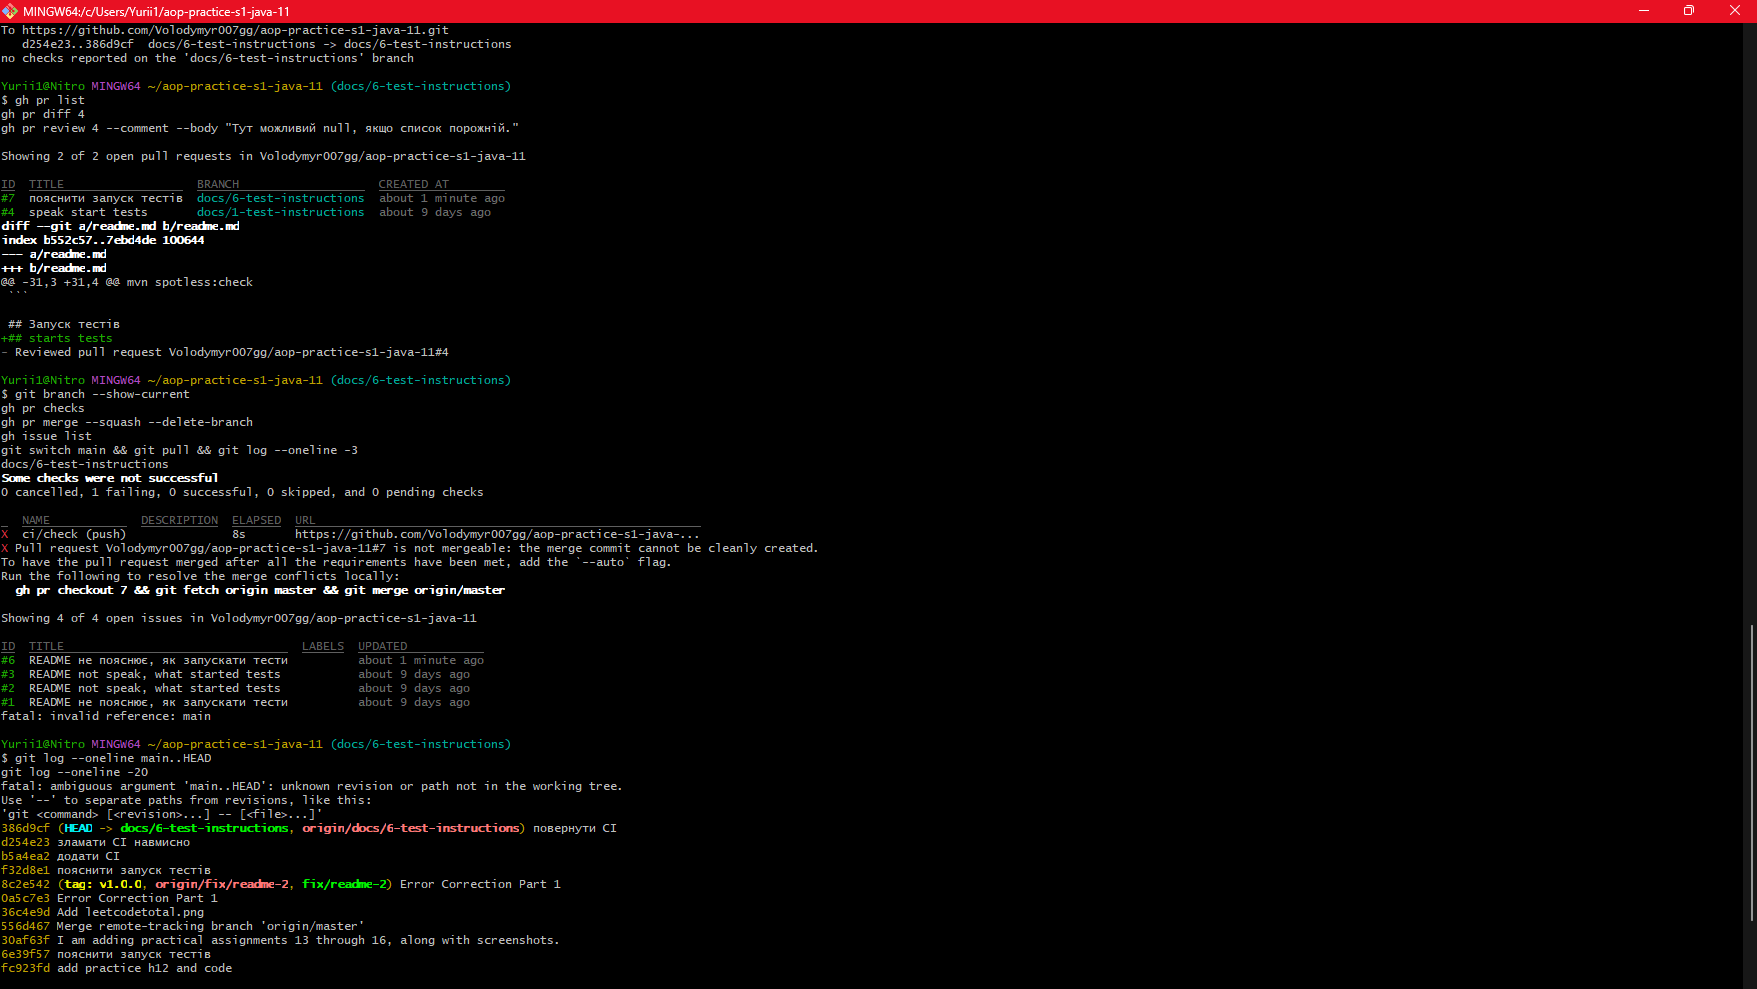 MINGW64:/c/Users/Yurii1/aop-practice-s1-java-11
To https://github.com/Volodymyr007gg/aop-practice-s1-java-11.git
   d254e23..386d9cf  docs/6-test-instructions -> docs/6-test-instructions
no checks reported on the 'docs/6-test-instructions' branch
Yurii1@Nitro MINGW64 ~/aop-practice-s1-java-11 (docs/6-test-instructions)
$ gh pr list
gh pr diff 4
gh pr review 4 --comment --body "Тут можливий null, якщо список порожній."
Showing 2 of 2 open pull requests in Volodymyr007gg/aop-practice-s1-java-11
ID  TITLE                   BRANCH                    CREATED AT
#7  пояснити запуск тестів  docs/6-test-instructions  about 1 minute ago
#4  speak start tests       docs/1-test-instructions  about 9 days ago
diff --git a/readme.md b/readme.md
index b552c57..7ebd4de 100644
--- a/readme.md
+++ b/readme.md
@@ -31,3 +31,4 @@ mvn spotless:check
 ```
 ## Запуск тестів
+## starts tests
- Reviewed pull request Volodymyr007gg/aop-practice-s1-java-11#4
Yurii1@Nitro MINGW64 ~/aop-practice-s1-java-11 (docs/6-test-instructions)
$ git branch --show-current
gh pr checks
gh pr merge --squash --delete-branch
gh issue list
git switch main && git pull && git log --oneline -3
docs/6-test-instructions
Some checks were not successful
0 cancelled, 1 failing, 0 successful, 0 skipped, and 0 pending checks
   NAME             DESCRIPTION  ELAPSED  URL
X  ci/check (push)               8s       https://github.com/Volodymyr007gg/aop-practice-s1-java-...
X Pull request Volodymyr007gg/aop-practice-s1-java-11#7 is not mergeable: the merge commit cannot be cleanly created.
To have the pull request merged after all the requirements have been met, add the `--auto` flag.
Run the following to resolve the merge conflicts locally:
  gh pr checkout 7 && git fetch origin master && git merge origin/master
Showing 4 of 4 open issues in Volodymyr007gg/aop-practice-s1-java-11
ID  TITLE                                  LABELS  UPDATED
#6  README не пояснює, як запускати тести          about 1 minute ago
#3  README not speak, what started tests           about 9 days ago
#2  README not speak, what started tests           about 9 days ago
#1  README не пояснює, як запускати тести          about 9 days ago
fatal: invalid reference: main
Yurii1@Nitro MINGW64 ~/aop-practice-s1-java-11 (docs/6-test-instructions)
$ git log --oneline main..HEAD
git log --oneline -20
fatal: ambiguous argument 'main..HEAD': unknown revision or path not in the working tree.
Use '--' to separate paths from revisions, like this:
'git <command> [<revision>...] -- [<file>...]'
386d9cf (HEAD -> docs/6-test-instructions, origin/docs/6-test-instructions) повернути CI
d254e23 зламати CI навмисно
b5a4ea2 додати CI
f32d8e1 пояснити запуск тестів
8c2e542 (tag: v1.0.0, origin/fix/readme-2, fix/readme-2) Error Correction Part 1
0a5c7e3 Error Correction Part 1
36c4e9d Add leetcodetotal.png
556d467 Merge remote-tracking branch 'origin/master'
30af63f I am adding practical assignments 13 through 16, along with screenshots.
6e39f57 пояснити запуск тестів
fc923fd add practice h12 and code